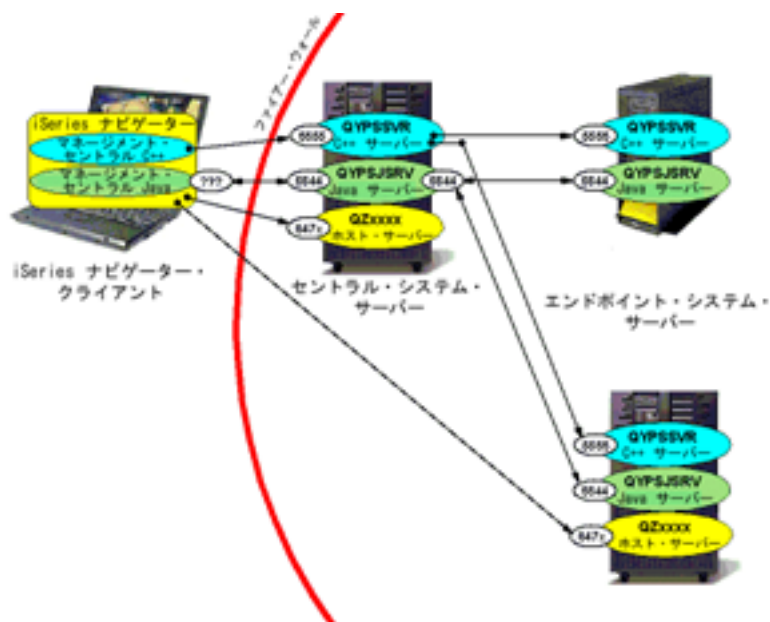 ファイアー・ウォール
iSeries ナビゲーター
マネージメント・
セントラル C++
マネージメント・
セントラル Java
???
iSeries ナビゲーター・
クライアント
5555
QYPSSVR
C++ サーバー
5544
QYPSJSRV
Java サーバー
5544
847x
QZxxxx
ホスト・サーバー
セントラル・システム・
サーバー
5555
QYPSSVR
C++ サーバー
5544
QYPSJSRV
Java サーバー
エンドポイント・システム・
サーバー
5555
QYPSSVR
C++ サーバー
5544
QYPSJSRV
Java サーバー
847x
QZxxxx
ホスト・サーバー